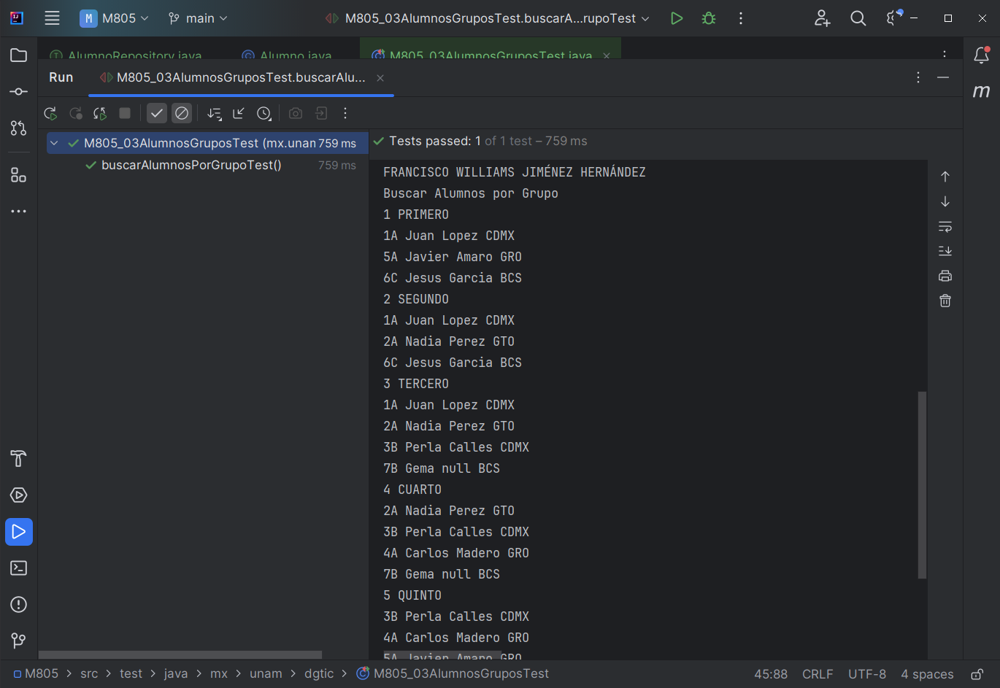 M M805 main M805_03AlumnosGruposTest.buscarA...rupoTest
AlumnoRepository.java Alumno.java M805_03AlumnosGruposTest.java
Run M805_03AlumnosGruposTest.buscarAlu...
M805_03AlumnosGruposTest (mx.unam 759 ms
buscarAlumnosPorGrupoTest() 759 ms
Tests passed: 1 of 1 test – 759 ms
FRANCISCO WILLIAMS JIMÉNEZ HERNÁNDEZ
Buscar Alumnos por Grupo
1 PRIMERO
1A Juan Lopez CDMX
5A Javier Amaro GRO
6C Jesus Garcia BCS
2 SEGUNDO
1A Juan Lopez CDMX
2A Nadia Perez GTO
6C Jesus Garcia BCS
3 TERCERO
1A Juan Lopez CDMX
2A Nadia Perez GTO
3B Perla Calles CDMX
7B Gema null BCS
4 CUARTO
2A Nadia Perez GTO
3B Perla Calles CDMX
4A Carlos Madero GRO
7B Gema null BCS
5 QUINTO
3B Perla Calles CDMX
4A Carlos Madero GRO
5A Javier Amaro GRO
M805 > src > test > java > mx > unam > dgtic > M805_03AlumnosGruposTest 45:88 CRLF UTF-8 4 spaces